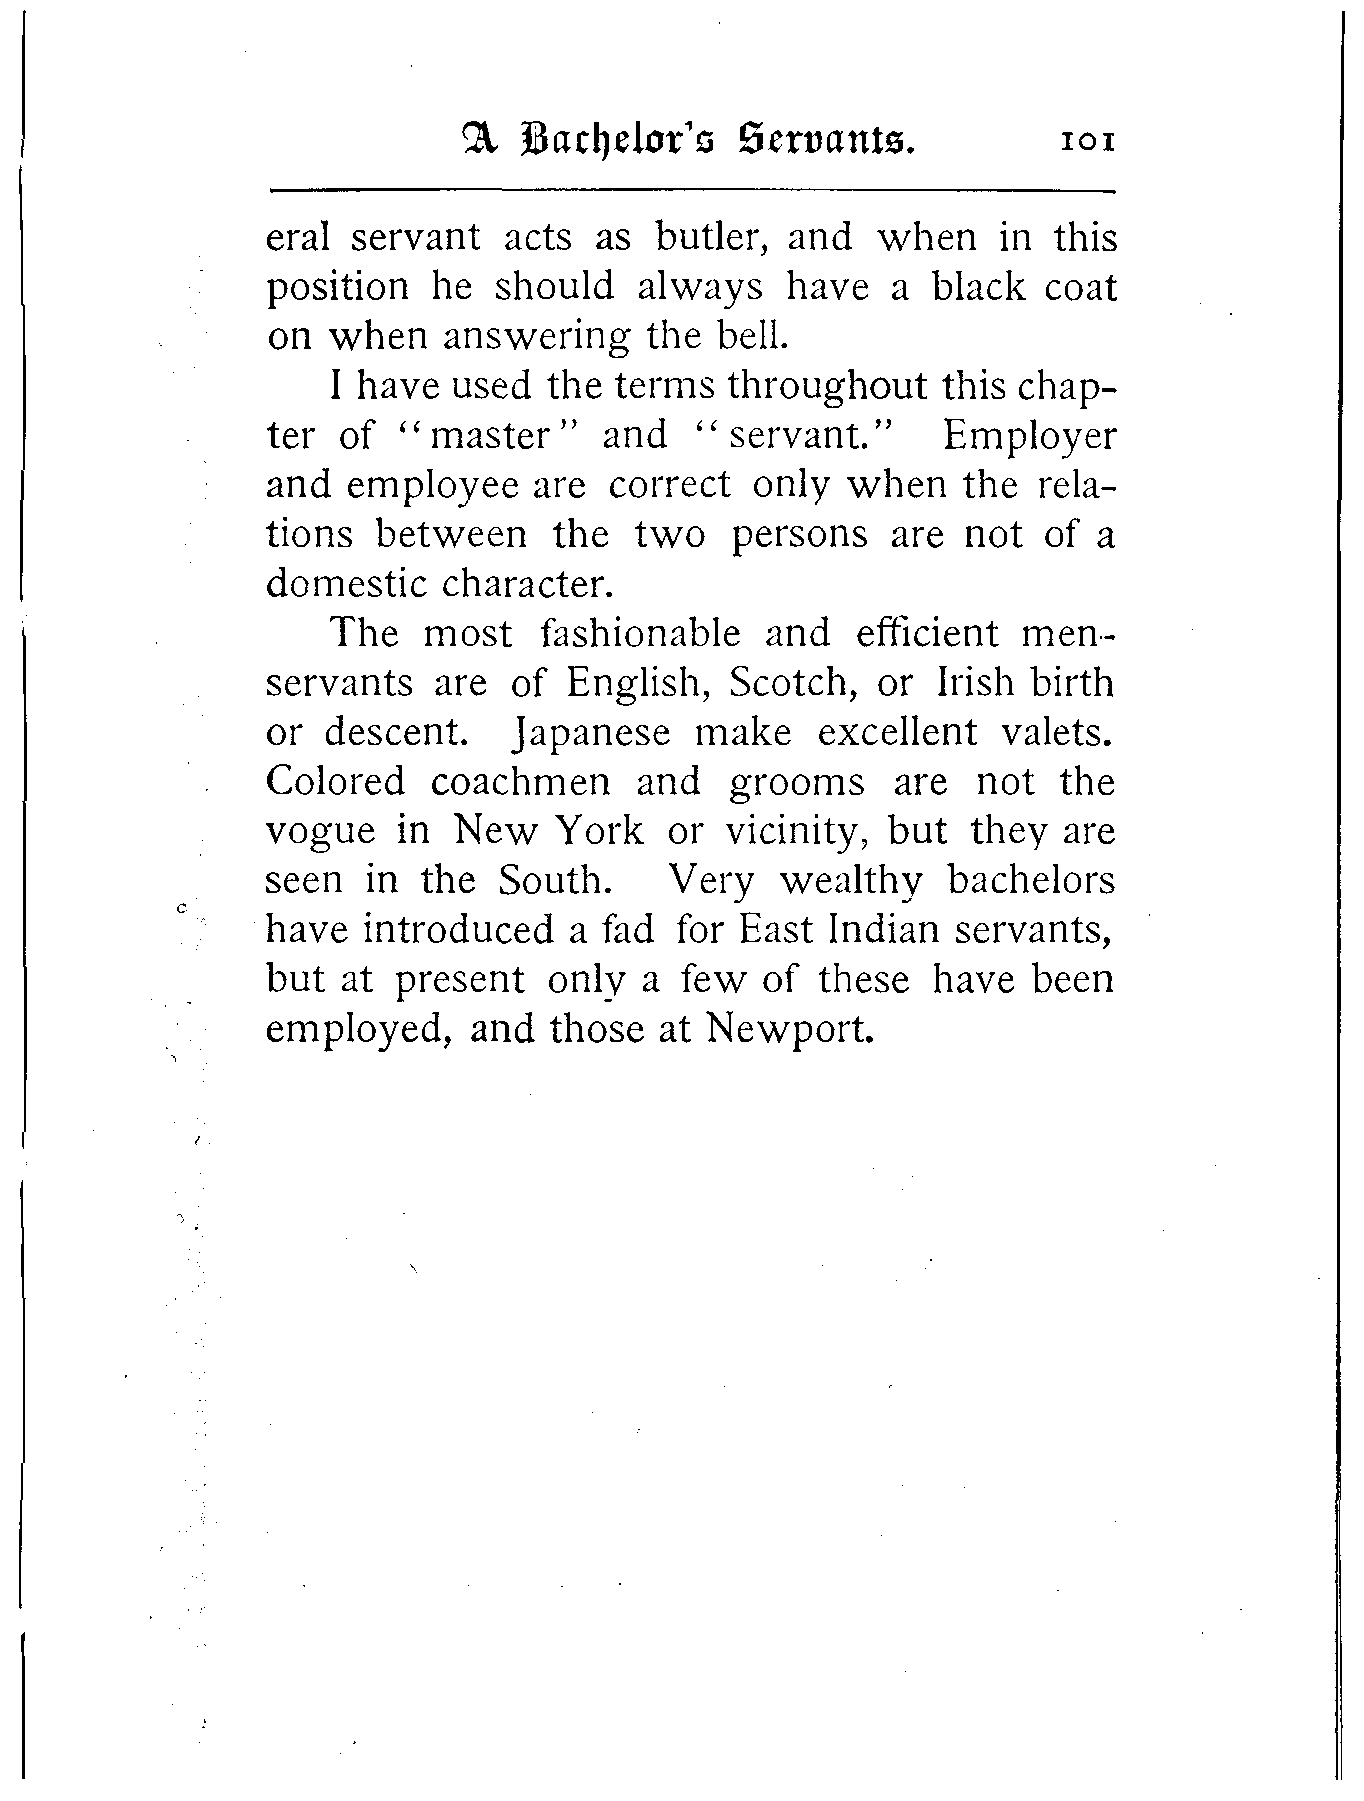 A Bachelor's Servants. 101
eral servant acts as butler, and when in this
position he should always have a black coat
on when answering the bell.
I have used the terms throughout this chap-
ter of "master" and "servant." Employer
and employee are correct only when the rela-
tions between the two persons are not of a
domestic character.
The most fashionable and efficient men-
servants are of English, Scotch, or Irish birth
or descent. Japanese make excellent valets.
Colored coachmen and grooms are not the
vogue in New York or vicinity, but they are
seen in the South. Very wealthy bachelors
have introduced a fad for East Indian servants,
but at present only a few of these have been
employed, and those at Newport.